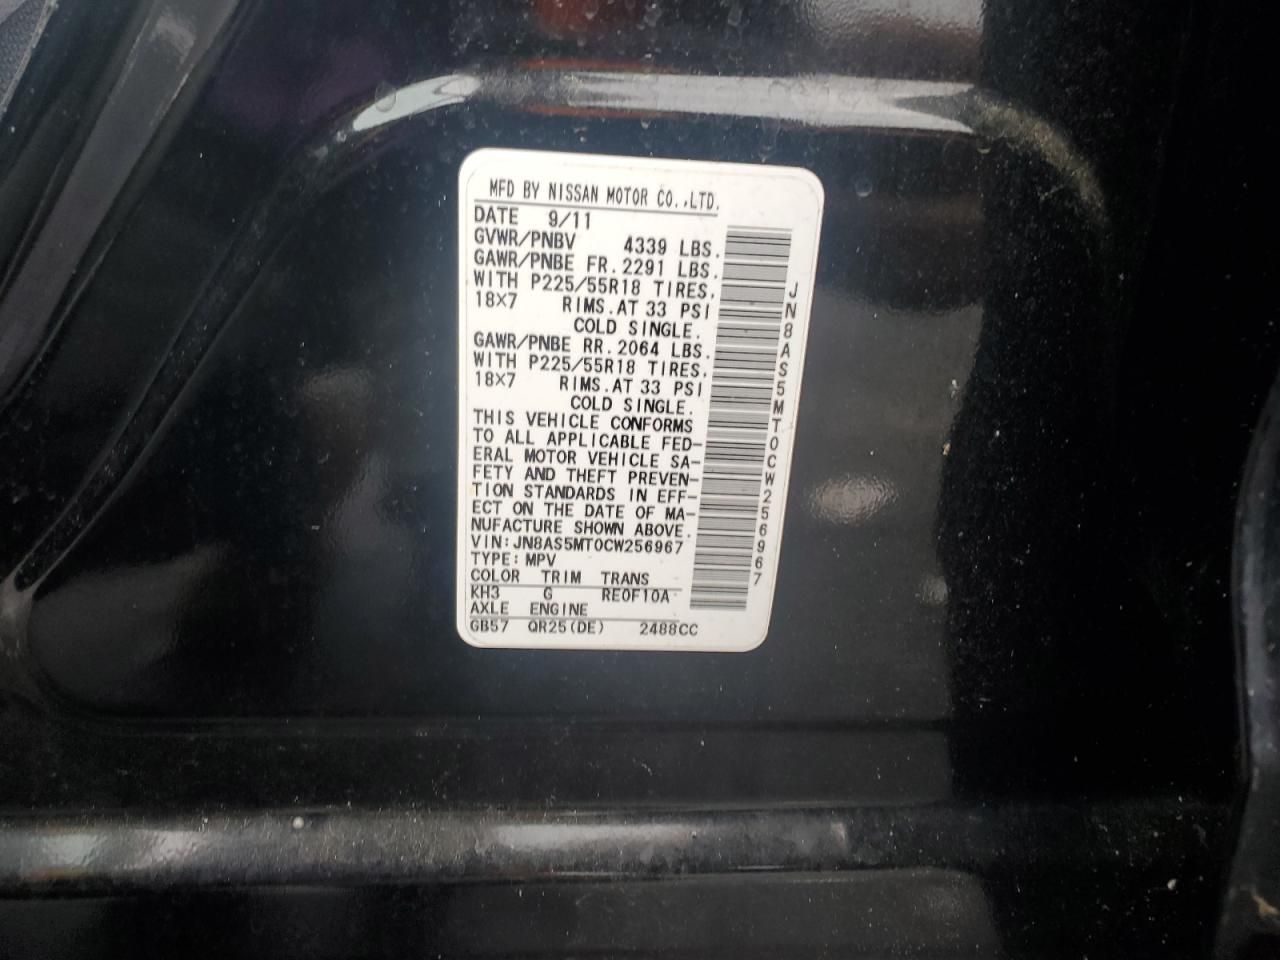 MFD BY NISSAN MOTOR CO.,LTD.
DATE 9/11
GVWR/PNBV 4339 LBS.
GAWR/PNBE FR.2291 LBS.
WITH P225/55R18 TIRES,
18X7 RIMS.AT 33 PSI
COLD SINGLE.
GAWR/PNBE RR.2064 LBS.
WITH P225/55R18 TIRES,
18X7 RIMS.AT 33 PSI
COLD SINGLE.
THIS VEHICLE CONFORMS
TO ALL APPLICABLE FED-
ERAL MOTOR VEHICLE SA-
FETY AND THEFT PREVEN-
TION STANDARDS IN EFF-
ECT ON THE DATE OF MA-
NUFACTURE SHOWN ABOVE.
VIN:JN8AS5MT0CW256967
TYPE:MPV
COLOR TRIM TRANS
KH3 G RE0F10A
AXLE ENGINE
GB57 QR25(DE) 2488CC
JN8AS5MT0CW256967